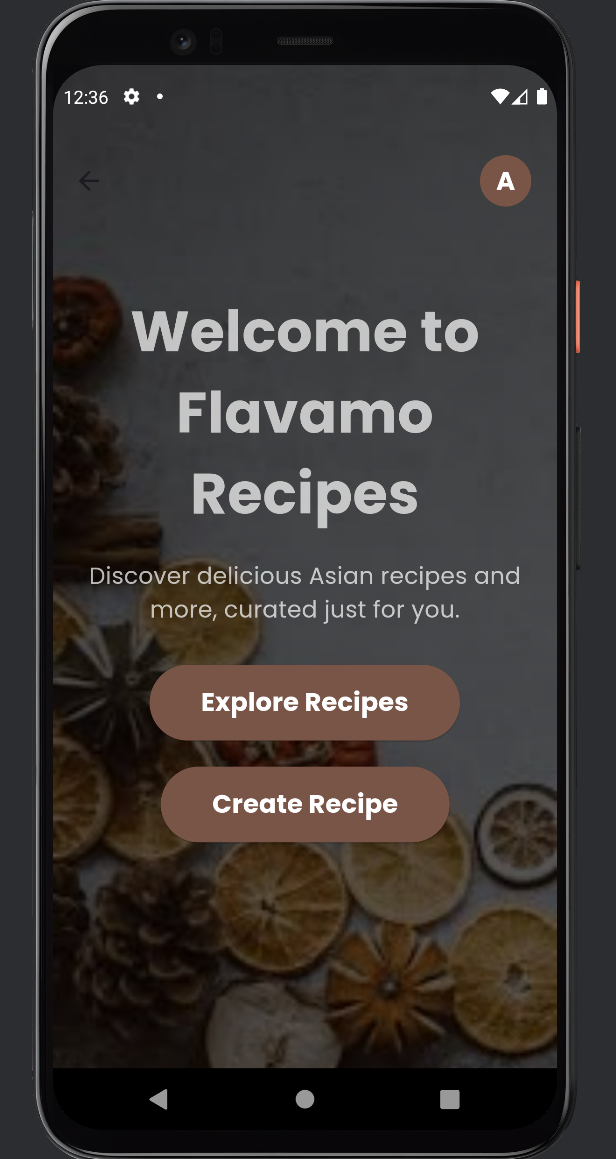 12:36
A
Welcome to
Flavamo
Recipes
Discover delicious Asian recipes and
more, curated just for you.
Explore Recipes
Create Recipe